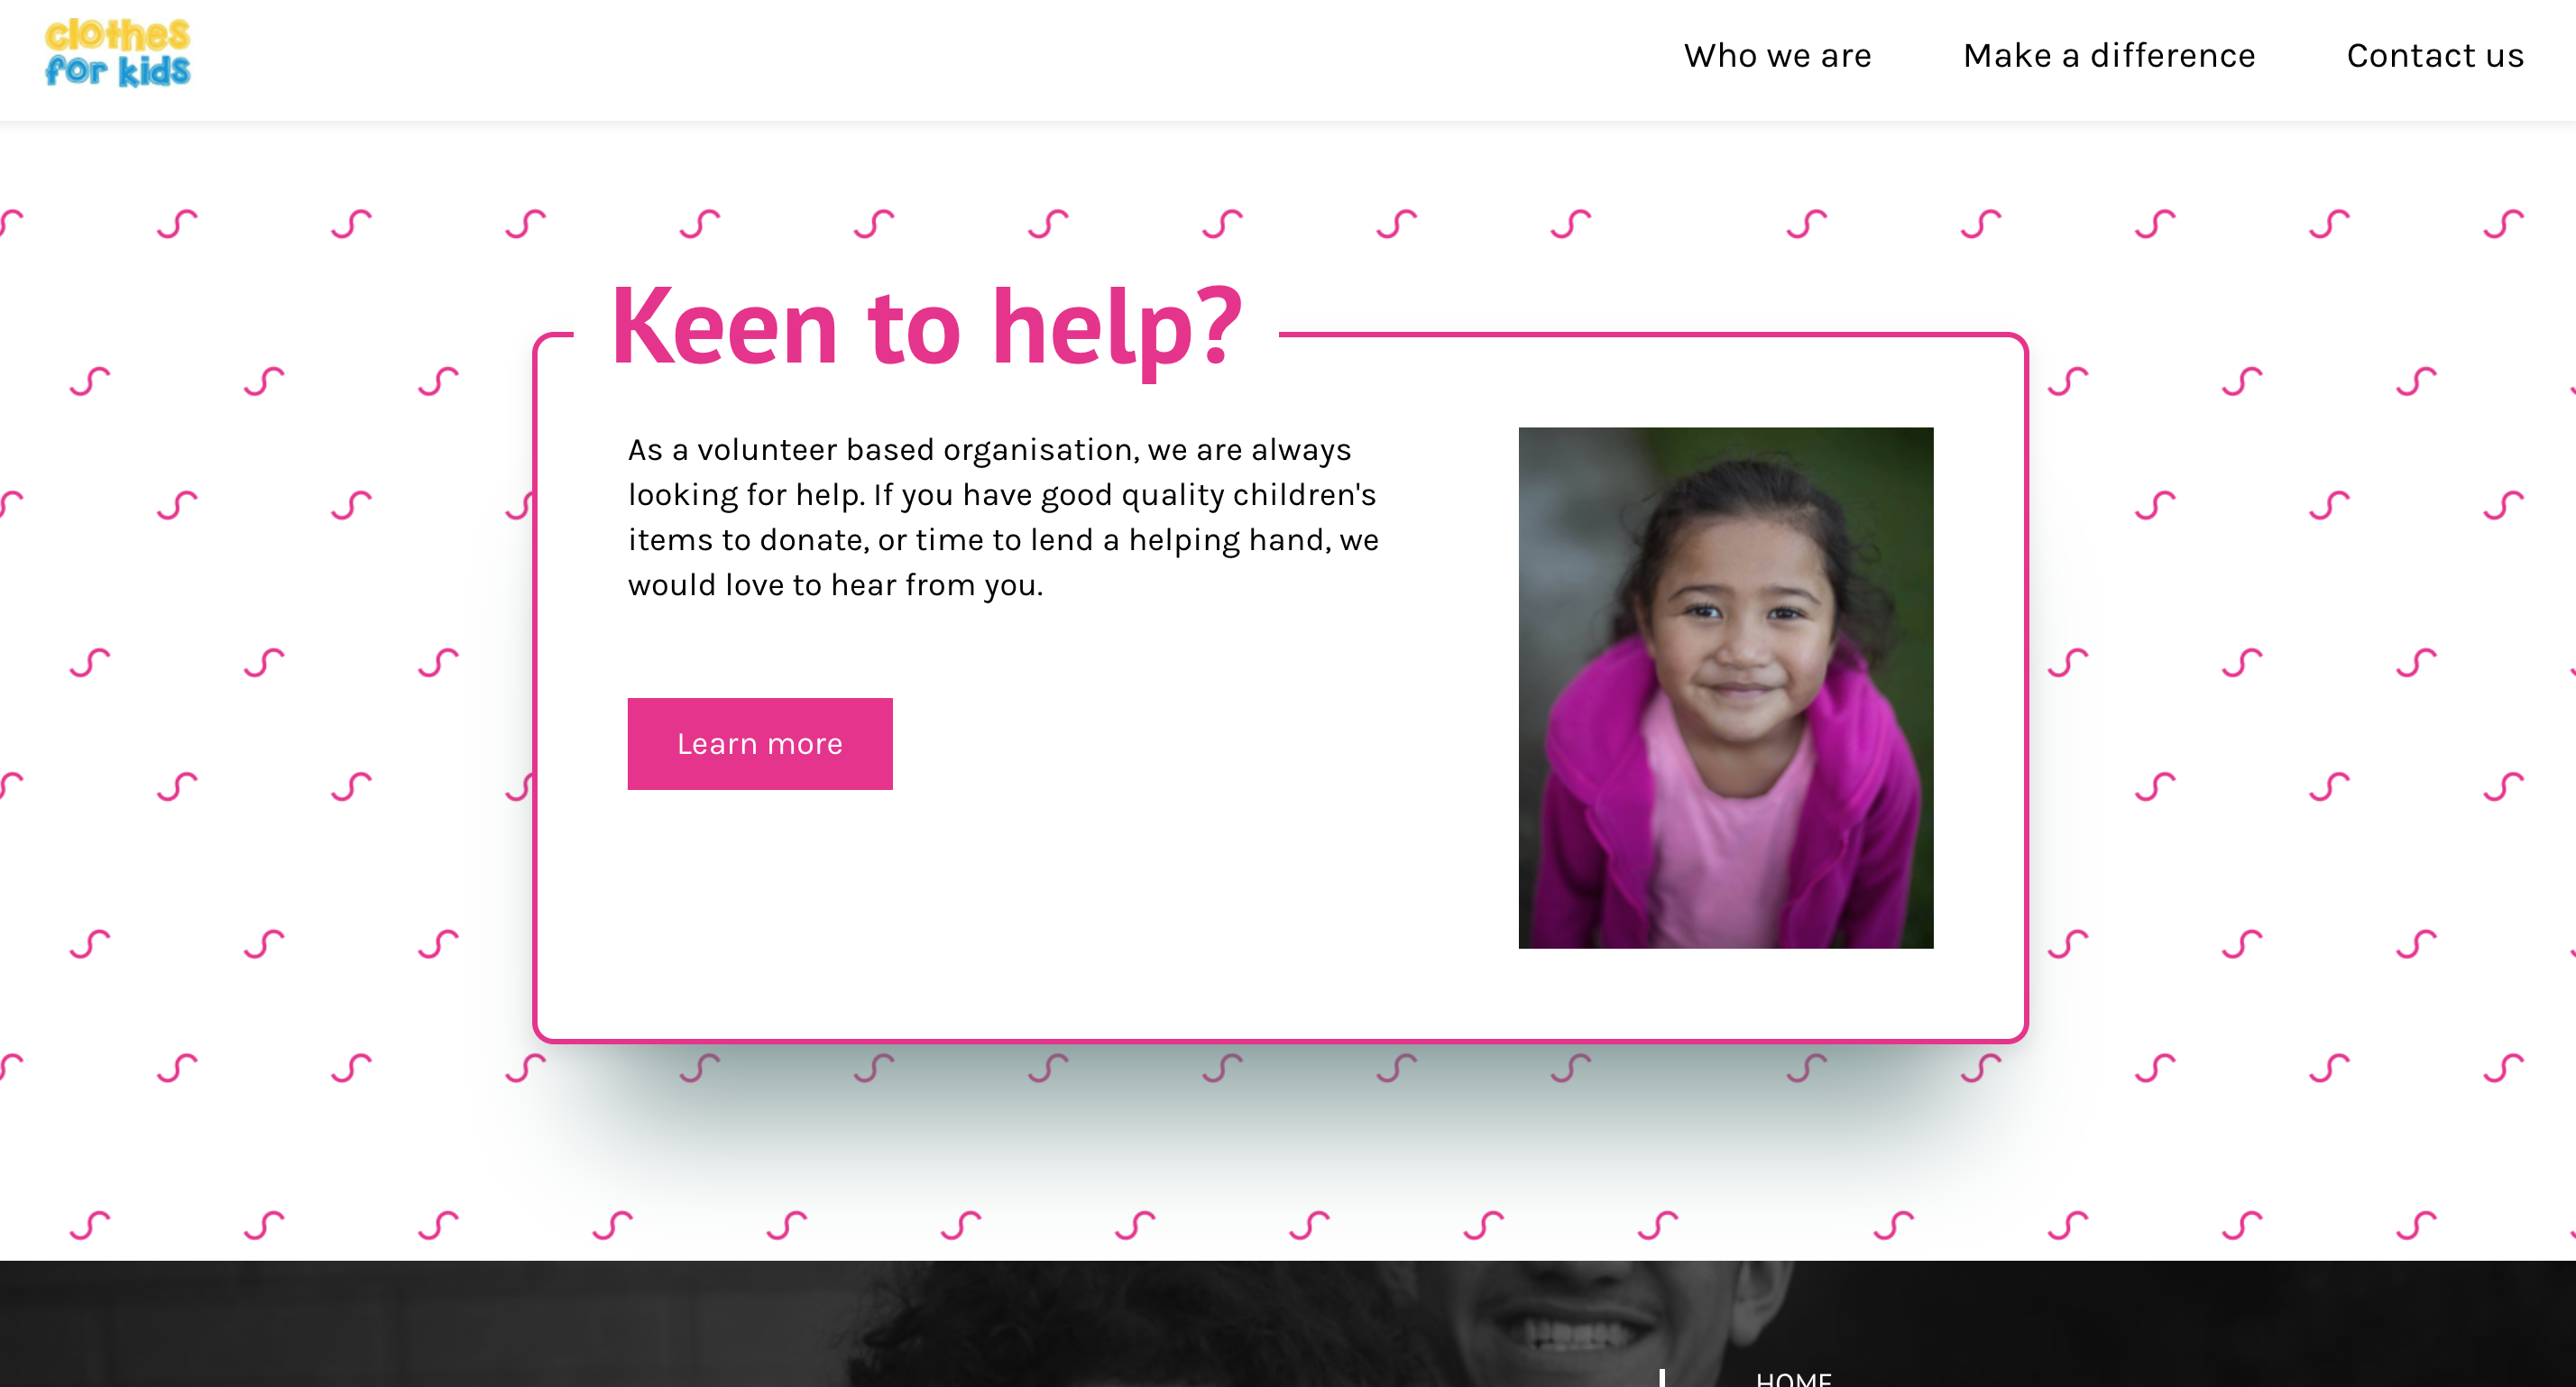 clothes
for kids
Who we are
Make a difference
Contact us
Keen to help?
As a volunteer based organisation, we are always
looking for help. If you have good quality children's
items to donate, or time to lend a helping hand, we
would love to hear from you.
Learn more
HOME